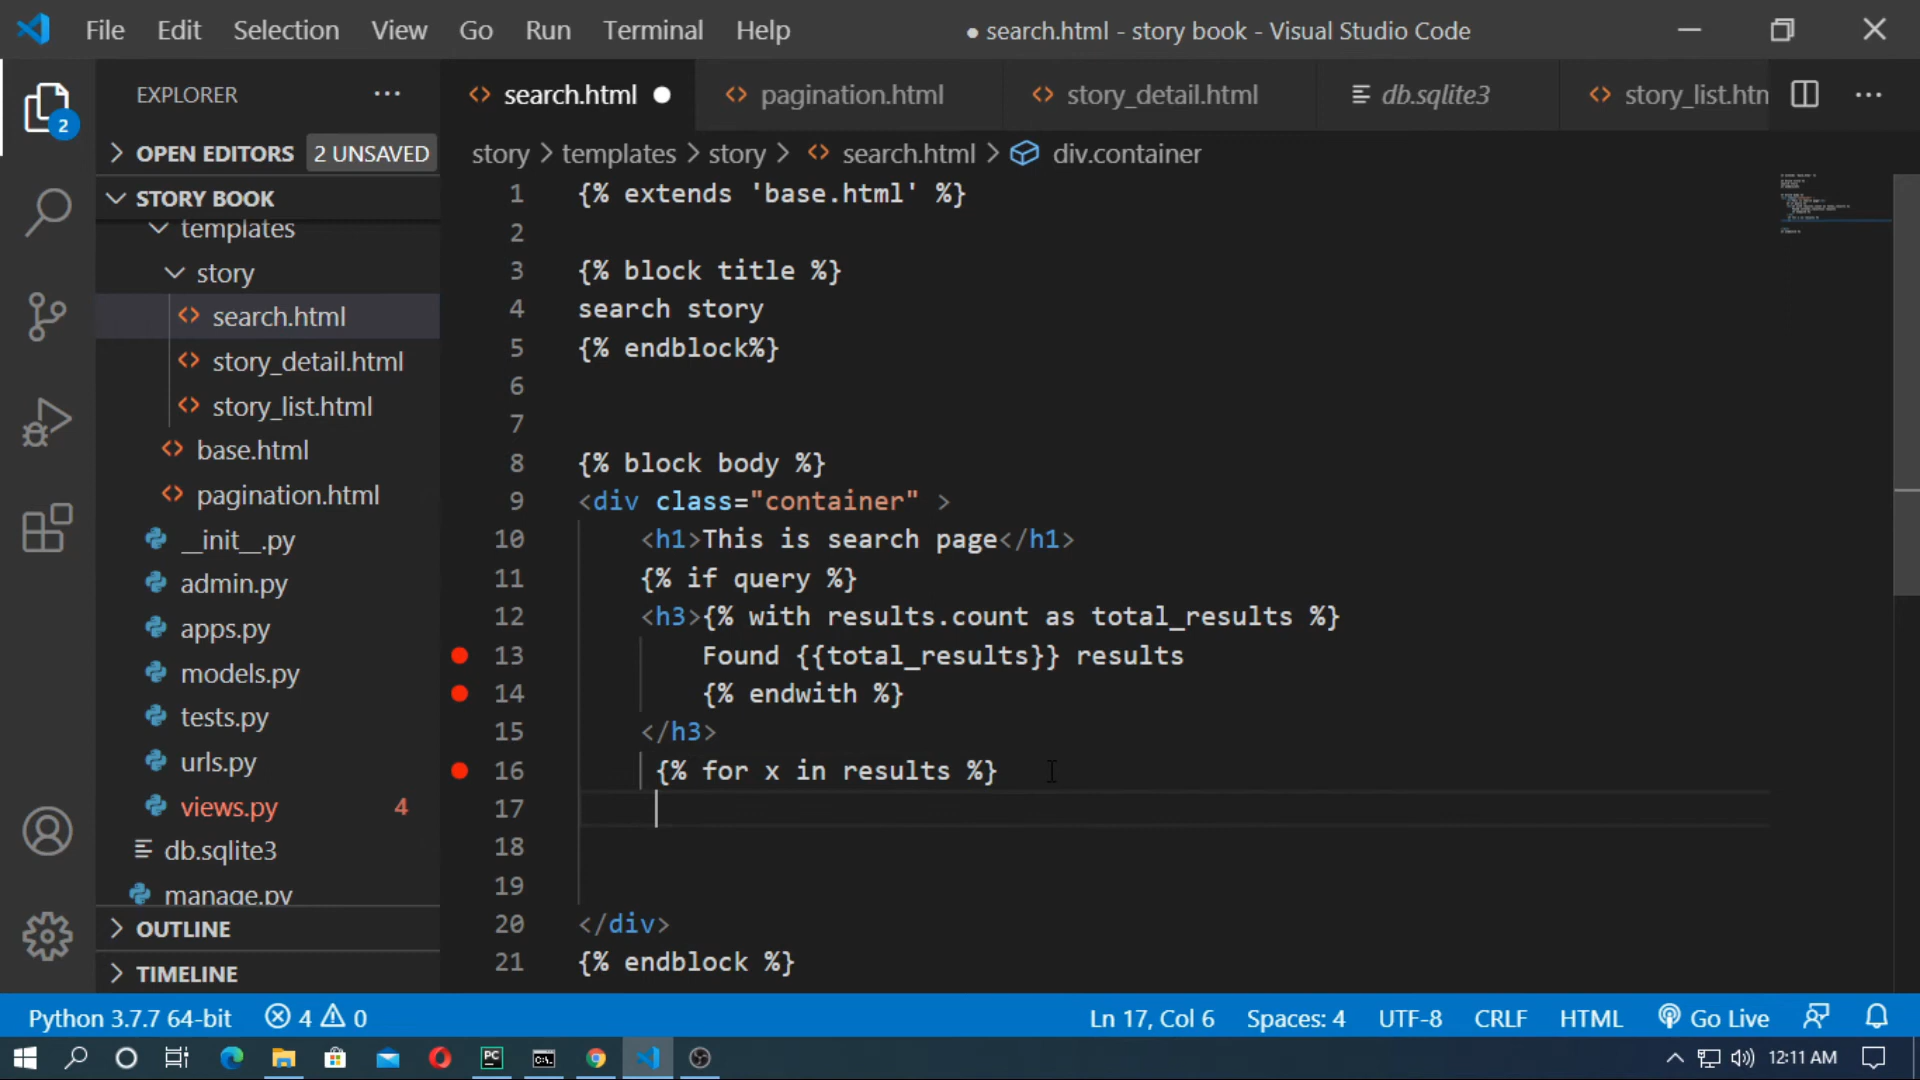 File Edit Selection View Go Run Terminal Help
● search.html - story book - Visual Studio Code
EXPLORER
OPEN EDITORS 2 UNSAVED
STORY BOOK
templates
story
search.html
story_detail.html
story_list.html
base.html
pagination.html
__init__.py
admin.py
apps.py
models.py
tests.py
urls.py
views.py 4
db.sqlite3
manage.py
OUTLINE
TIMELINE
2
search.html pagination.html story_detail.html db.sqlite3 story_list.htm
story > templates > story > search.html > div.container
1 {% extends 'base.html' %}
2
3 {% block title %}
4 search story
5 {% endblock%}
6
7
8 {% block body %}
9 <div class="container" >
10 <h1>This is search page</h1>
11 {% if query %}
12 <h3>{% with results.count as total_results %}
13 Found {{total_results}} results
14 {% endwith %}
15 </h3>
16 {% for x in results %}
17
18
19
20 </div>
21 {% endblock %}
Python 3.7.7 64-bit 4 0 Ln 17, Col 6 Spaces: 4 UTF-8 CRLF HTML Go Live
PC C:\. 12:11 AM